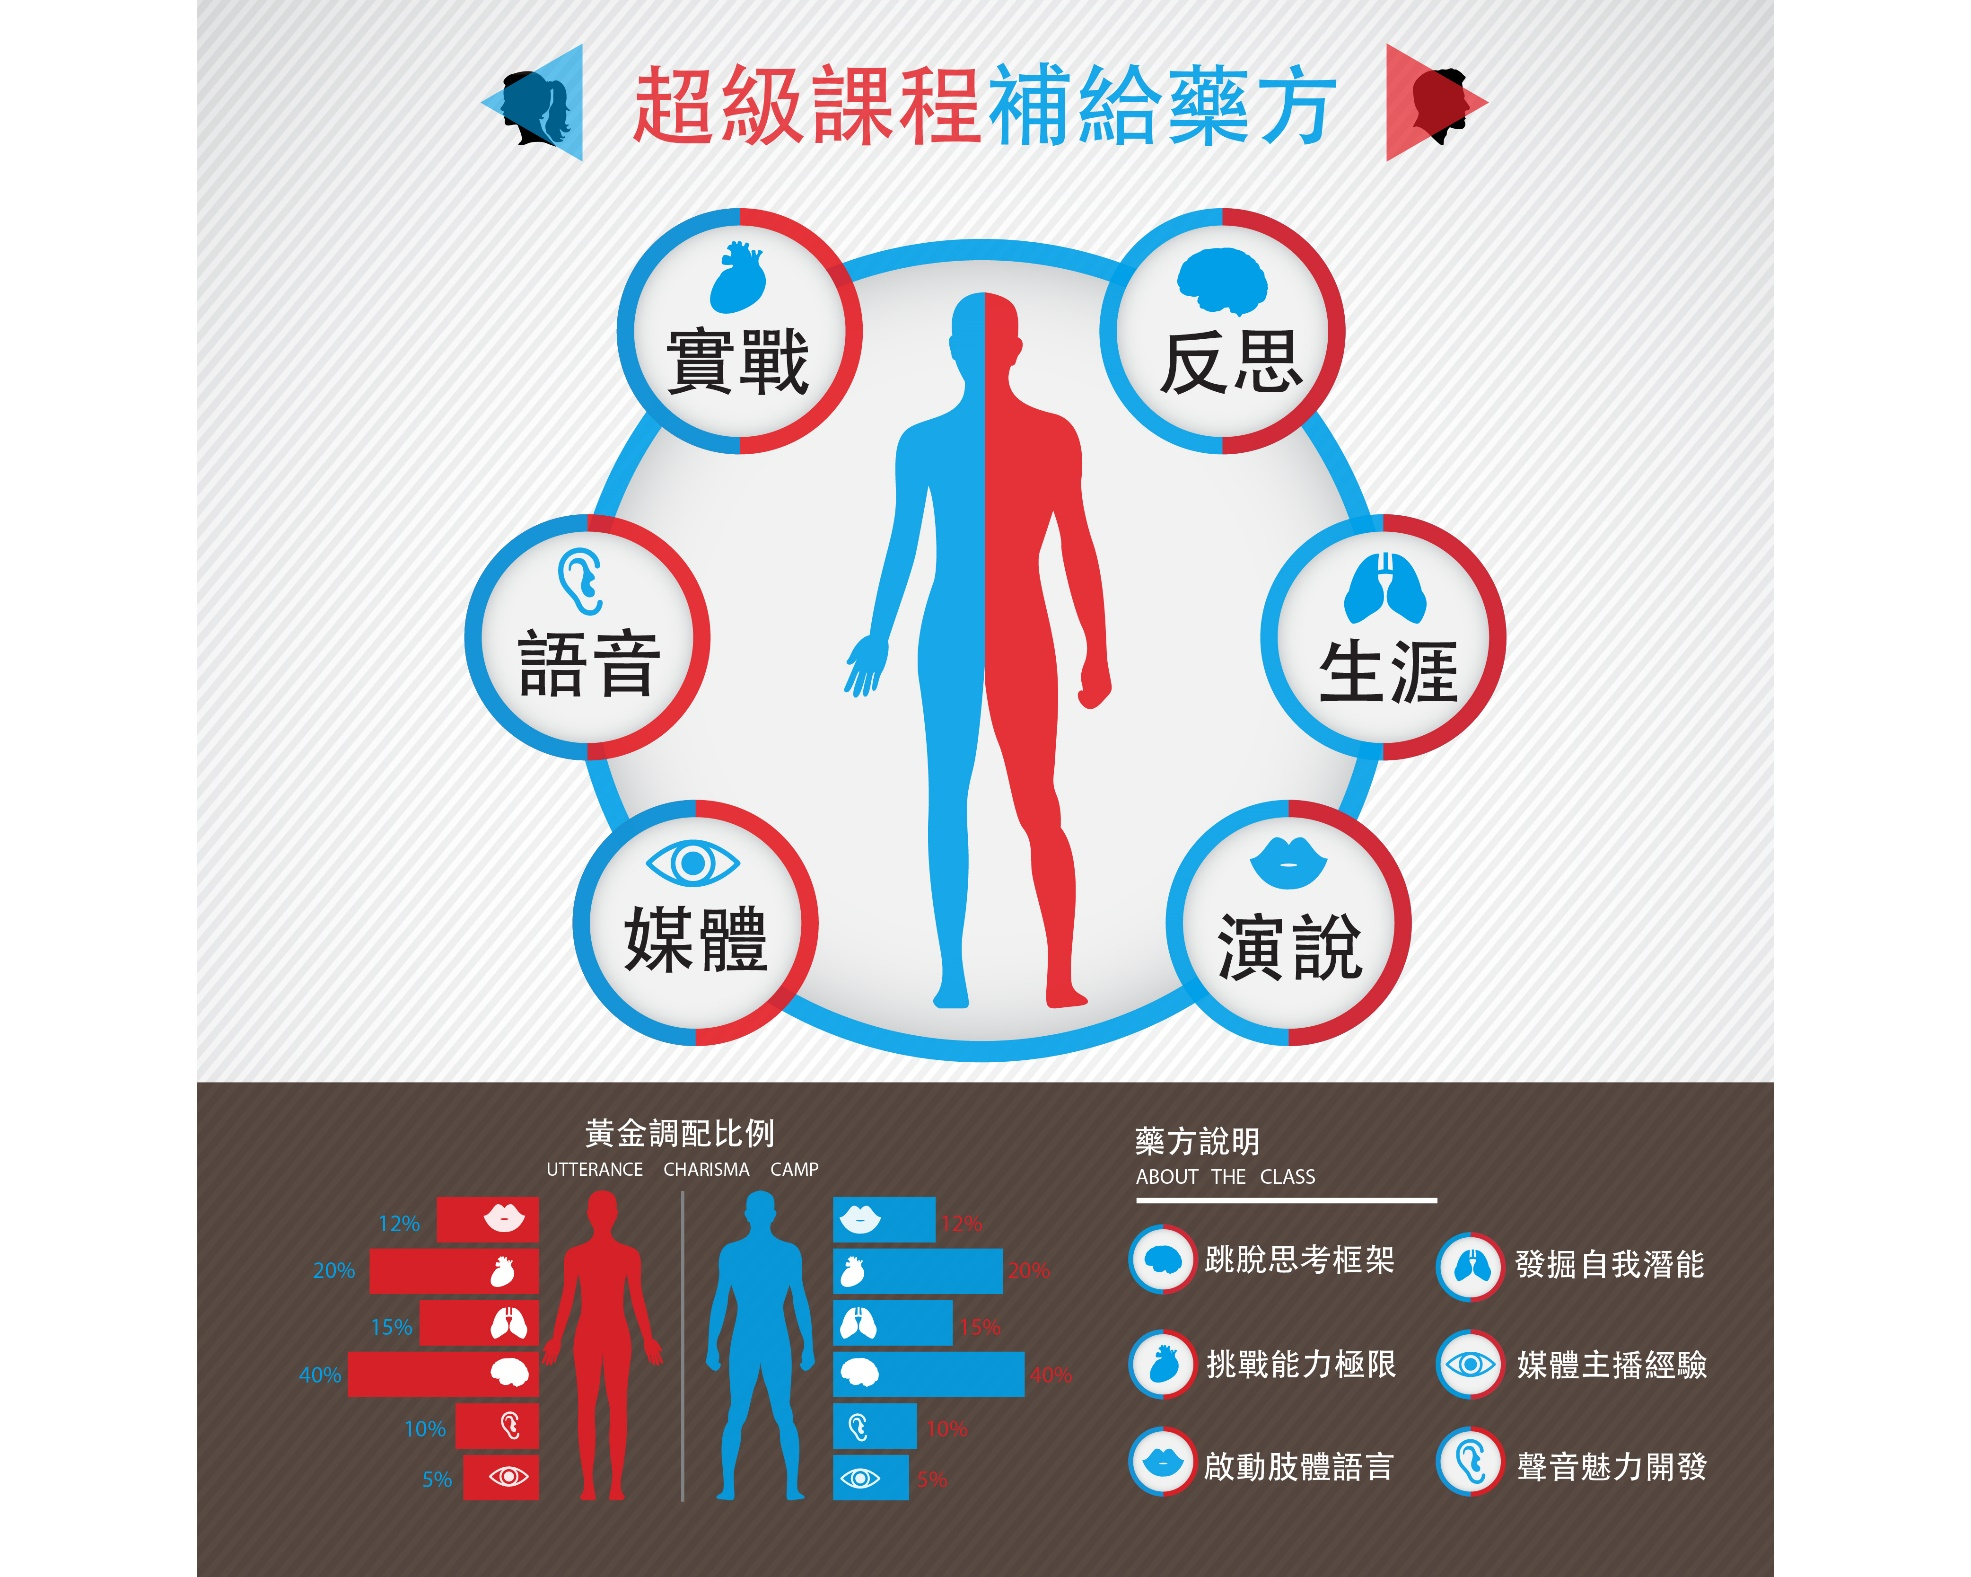 超級課程補給藥方
實戰
反思
語音
生涯
媒體
演說
黃金調配比例
UTTERANCE CHARISMA CAMP
12%
20%
15%
40%
10%
5%
12%
20%
15%
40%
10%
5%
藥方說明
ABOUT THE CLASS
跳脫思考框架
發掘自我潛能
挑戰能力極限
媒體主播經驗
啟動肢體語言
聲音魅力開發